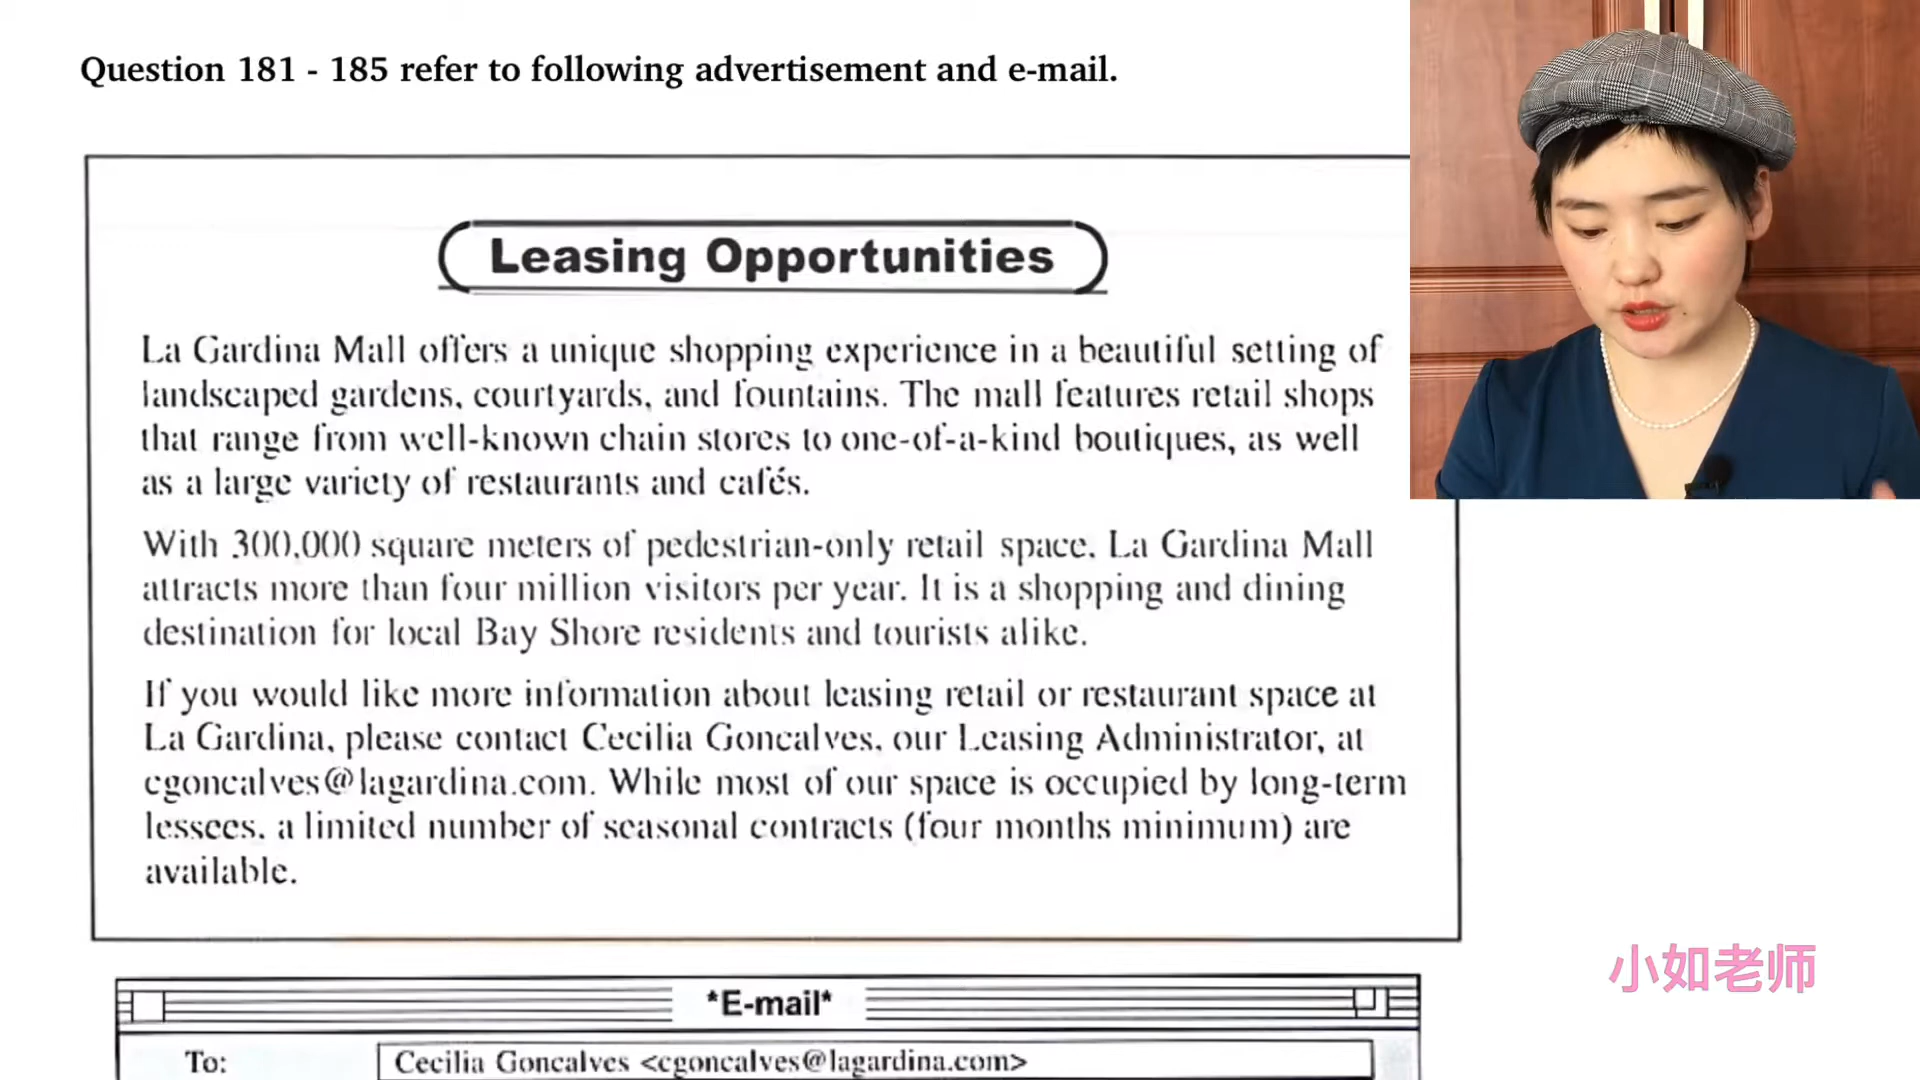 Question 181 - 185 refer to following advertisement and e-mail.
Leasing Opportunities
La Gardina Mall offers a unique shopping experience in a beautiful setting of
landscaped gardens, courtyards, and fountains. The mall features retail shops
that range from well-known chain stores to one-of-a-kind boutiques, as well
as a large variety of restaurants and cafés.
With 300,000 square meters of pedestrian-only retail space, La Gardina Mall
attracts more than four million visitors per year. It is a shopping and dining
destination for local Bay Shore residents and tourists alike.
If you would like more information about leasing retail or restaurant space at
La Gardina, please contact Cecilia Goncalves, our Leasing Administrator, at
cgoncalves@lagardina.com. While most of our space is occupied by long-term
lessees, a limited number of seasonal contracts (four months minimum) are
available.
小如老师
*E-mail*
To: Cecilia Goncalves <cgoncalves@lagardina.com>